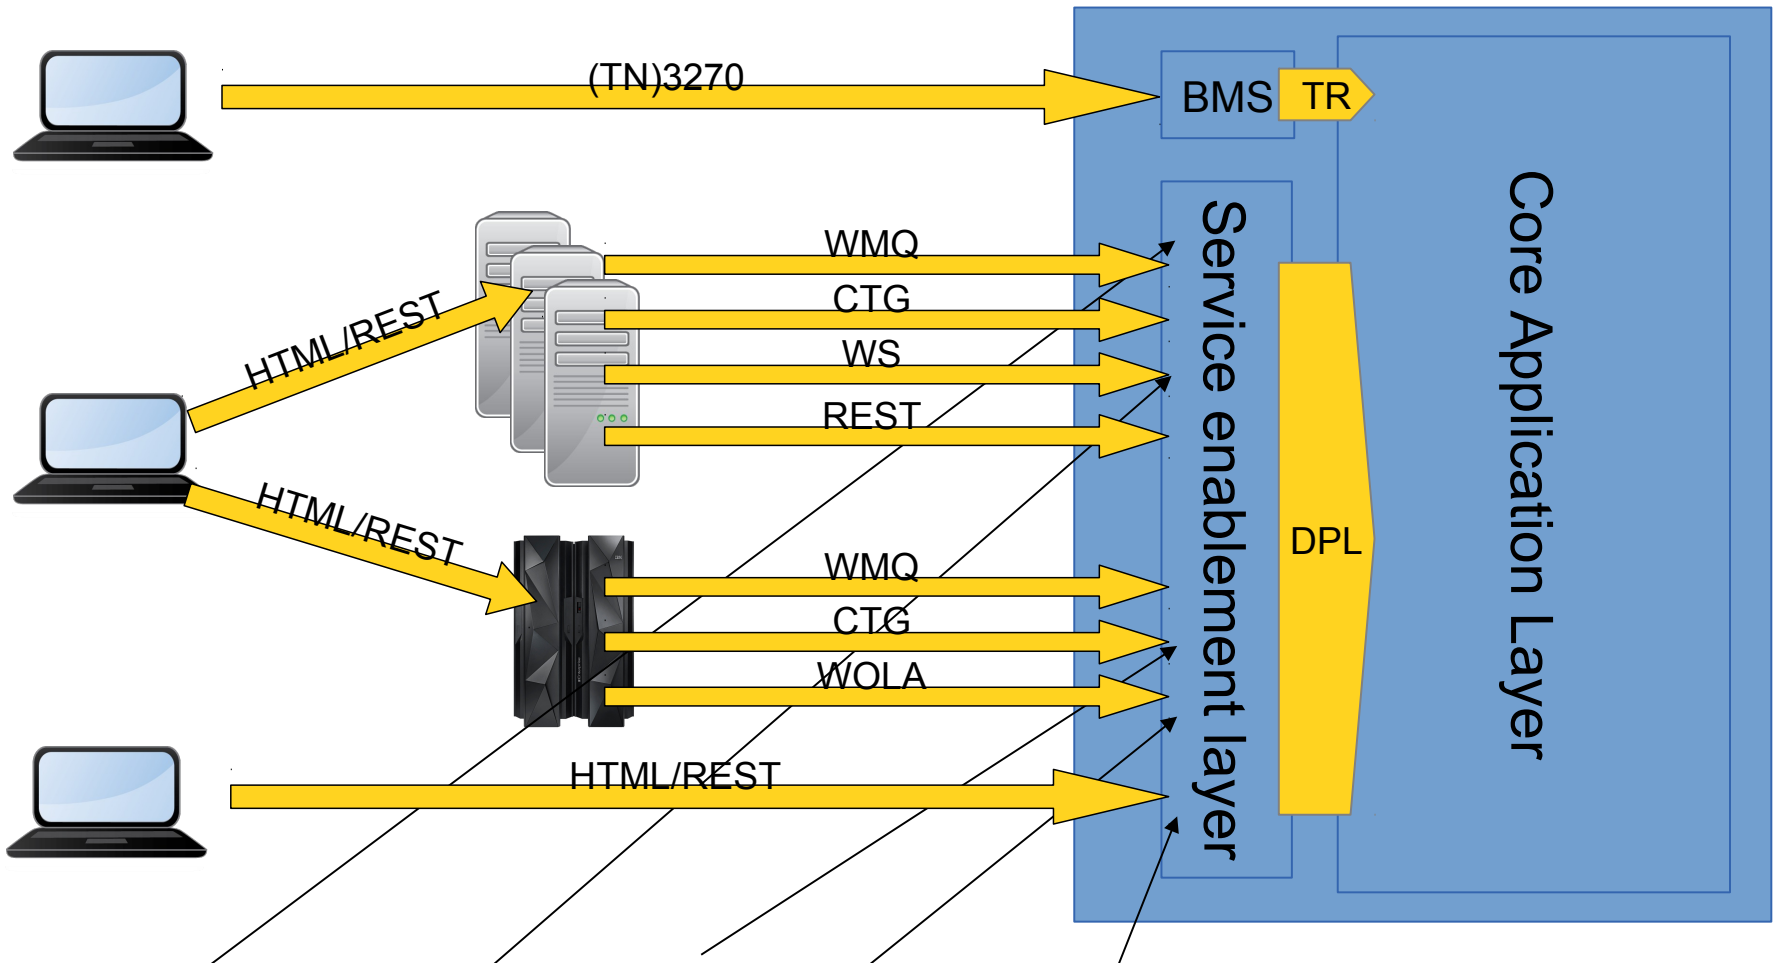 (TN)3270
BMS
TR
WMQ
CTG
WS
REST
HTML/REST
HTML/REST
WMQ
CTG
WOLA
HTML/REST
Service enablement layer
DPL
Core Application Layer